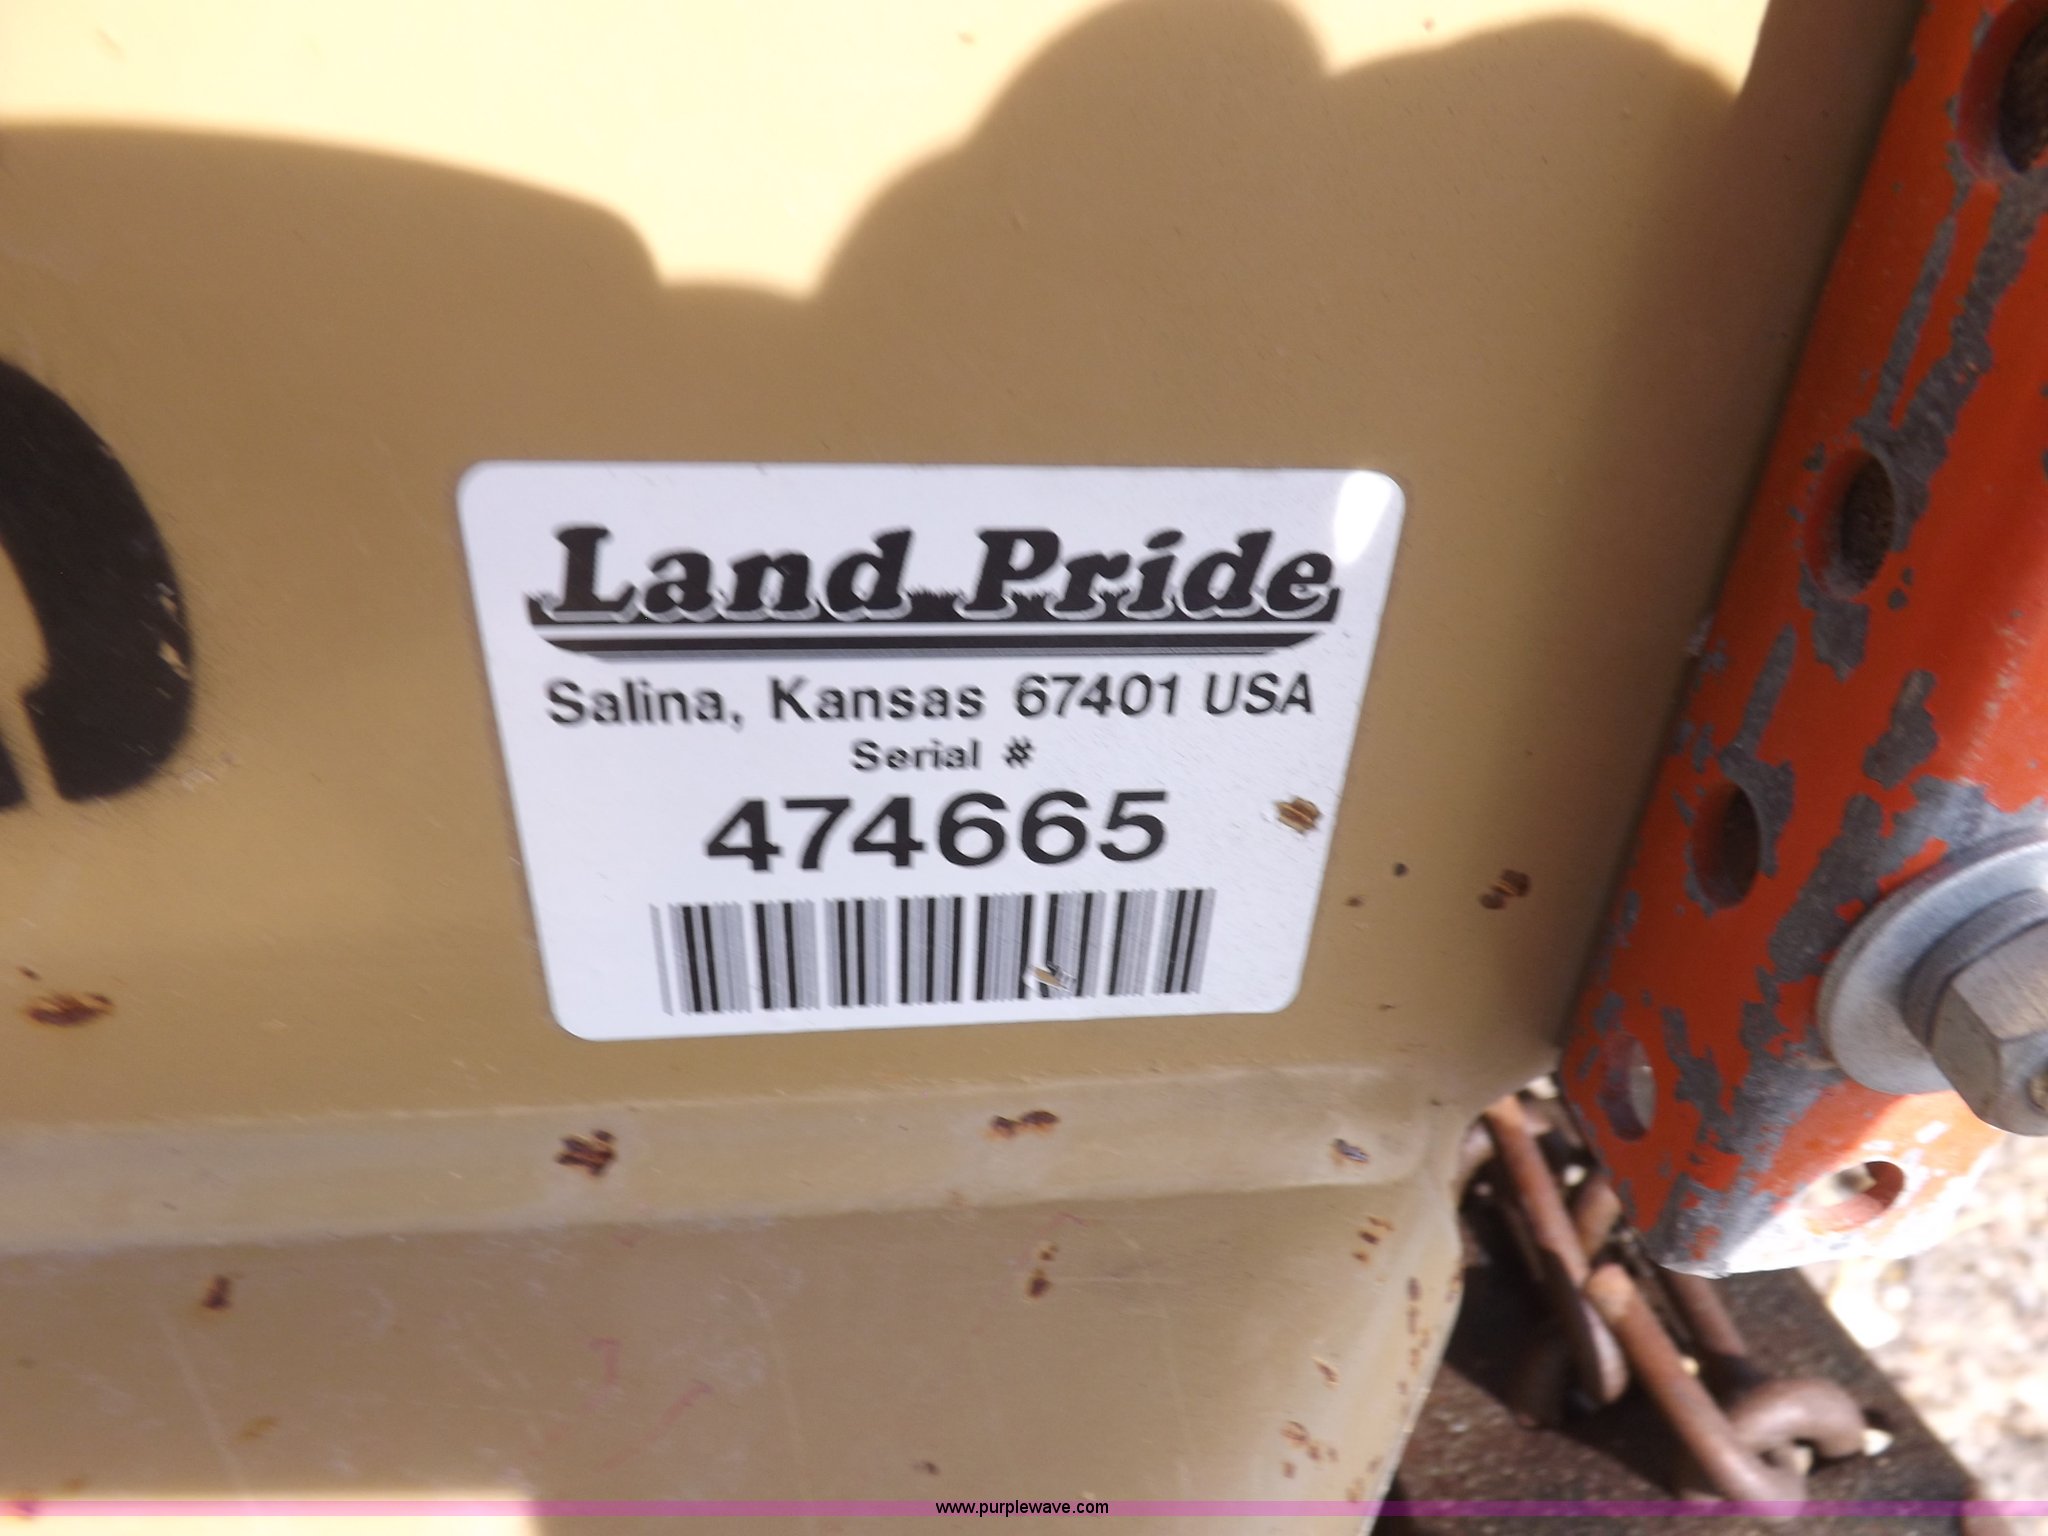 Land Pride
Salina, Kansas 67401 USA
Serial #
474665
www.purplewave.com